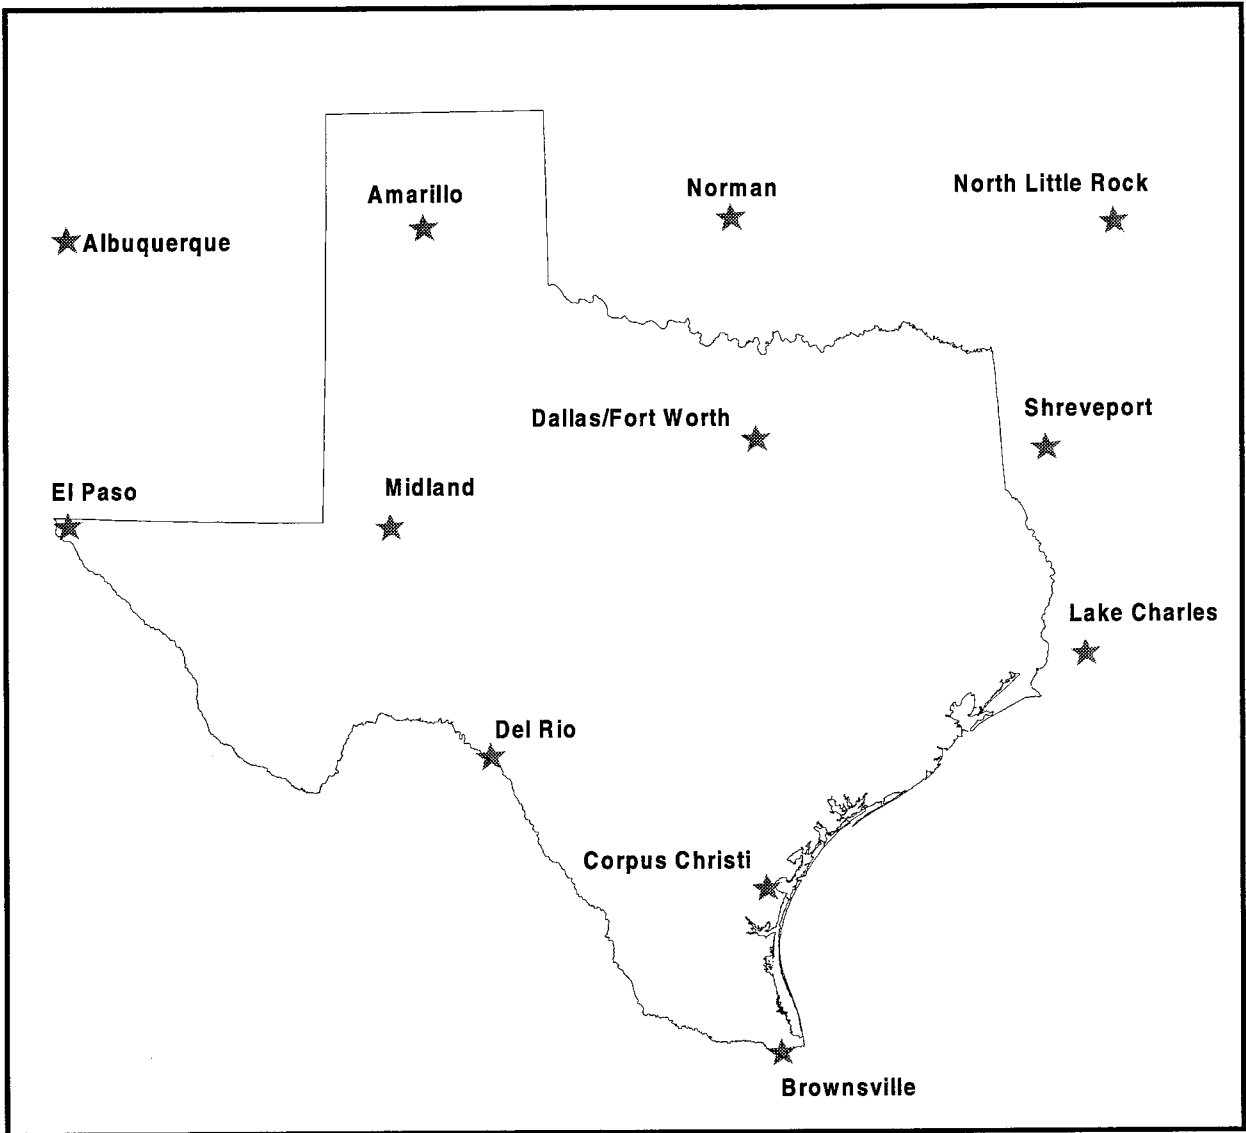 North Little Rock
Norman
Amarillo
Albuquerque
Shreveport
Dallas/Fort Worth
Midland
El Paso
Lake Charles
Del Rio
Corpus Christi
Brownsville